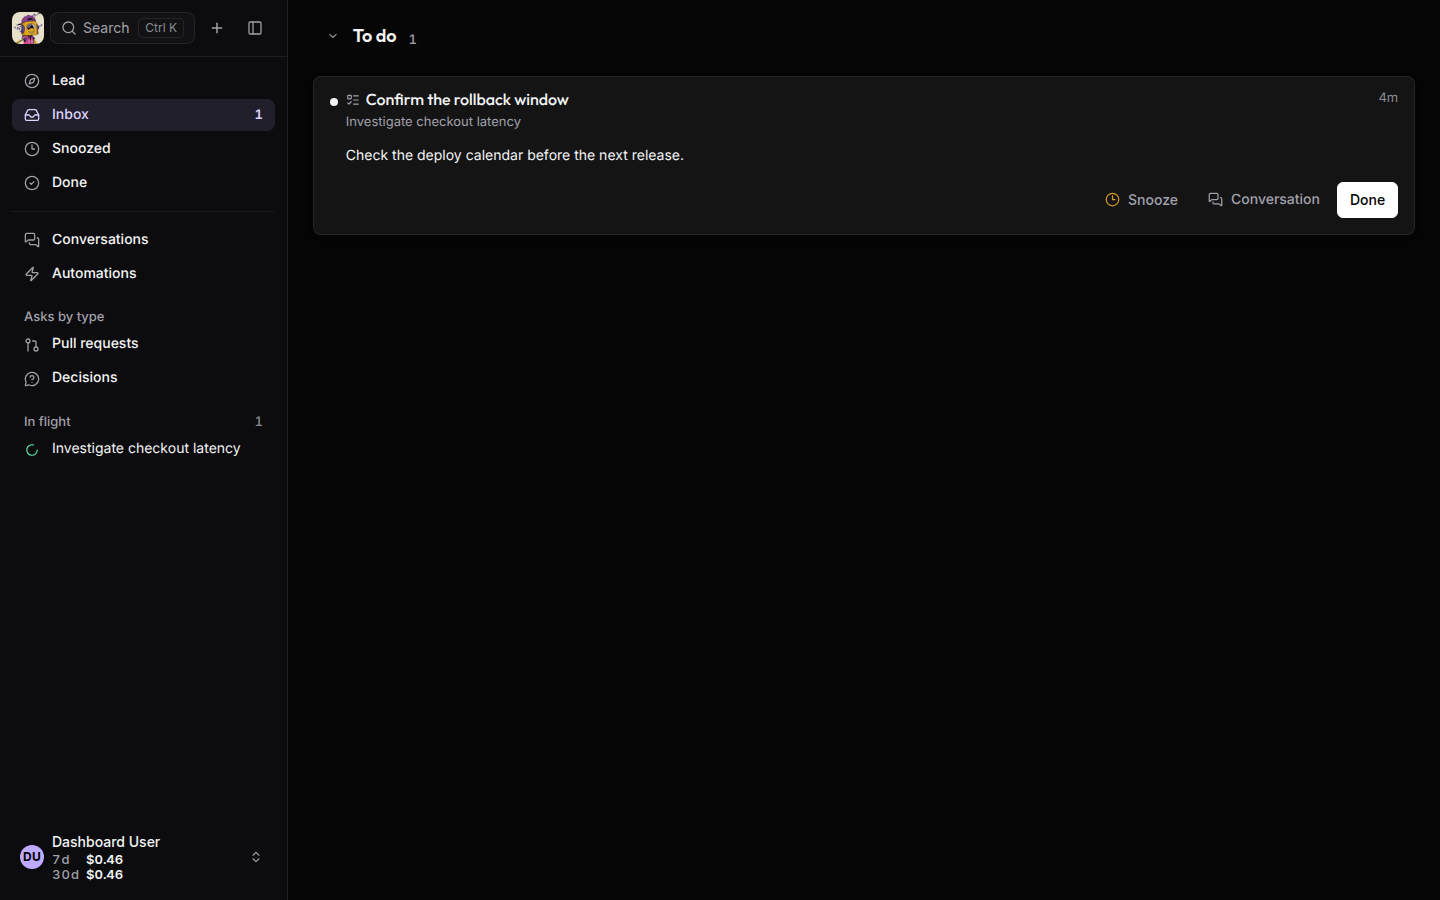 Search Ctrl K
Lead
Inbox 1
Snoozed
Done
Conversations
Automations
Asks by type
Pull requests
Decisions
In flight 1
Investigate checkout latency
DU Dashboard User
7d $0.46
30d $0.46
To do 1
Confirm the rollback window 4m
Investigate checkout latency
Check the deploy calendar before the next release.
Snooze Conversation Done